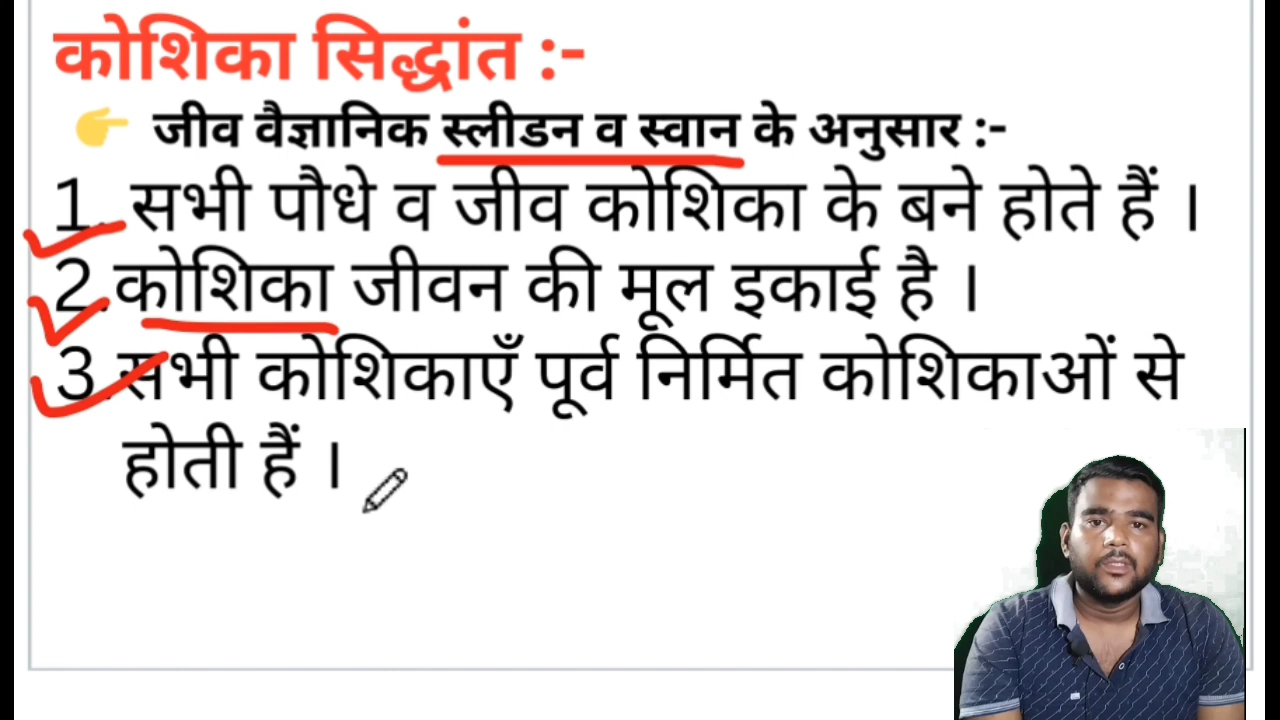 कोशिका सिद्धांत :-
👉 जीव वैज्ञानिक स्लीडन व स्वान के अनुसार :-
1. सभी पौधे व जीव कोशिका के बने होते हैं ।
2. कोशिका जीवन की मूल इकाई है ।
3. सभी कोशिकाएँ पूर्व निर्मित कोशिकाओं से
होती हैं ।